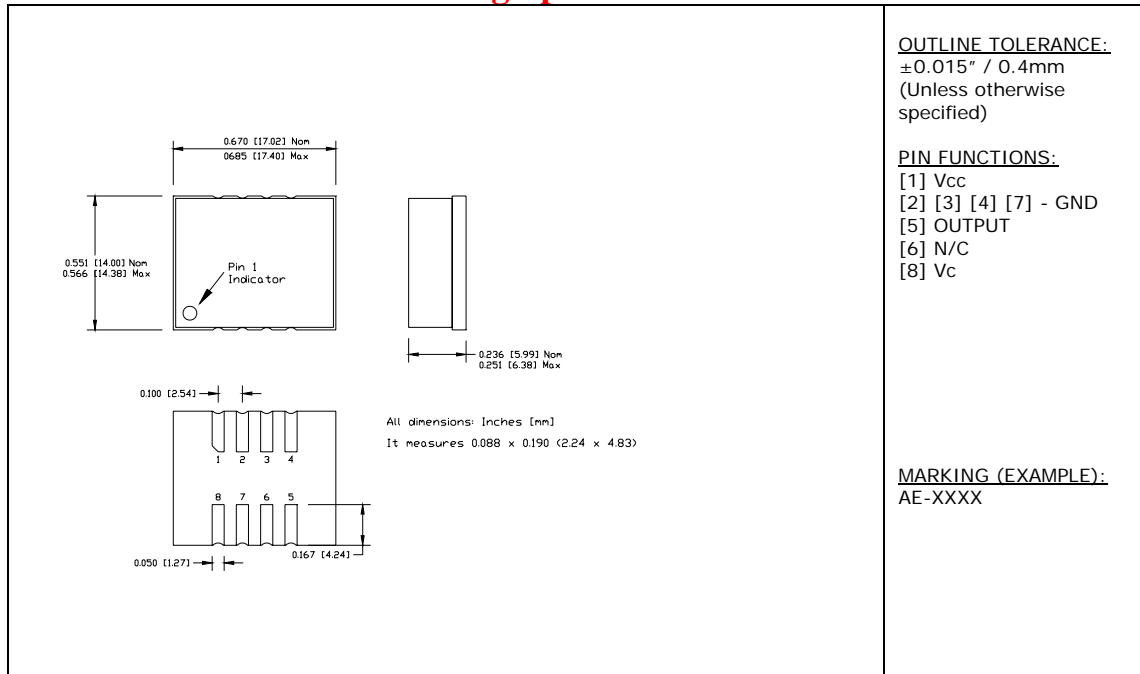 0.670 [17.02] Nom
0685 [17.40] Max
0.551 [14.00] Nom
0.566 [14.38] Max
Pin 1
Indicator
0.236 [5.99] Nom
0.251 [6.38] Max
0.100 [2.54]
All dimensions: Inches [mm]
It measures 0.088 x 0.190 (2.24 x 4.83)
1 2 3 4
8 7 6 5
0.167 [4.24]
0.050 [1.27]
OUTLINE TOLERANCE:
±0.015” / 0.4mm
(Unless otherwise
specified)
PIN FUNCTIONS:
[1] Vcc
[2] [3] [4] [7] - GND
[5] OUTPUT
[6] N/C
[8] Vc
MARKING (EXAMPLE):
AE-XXXX